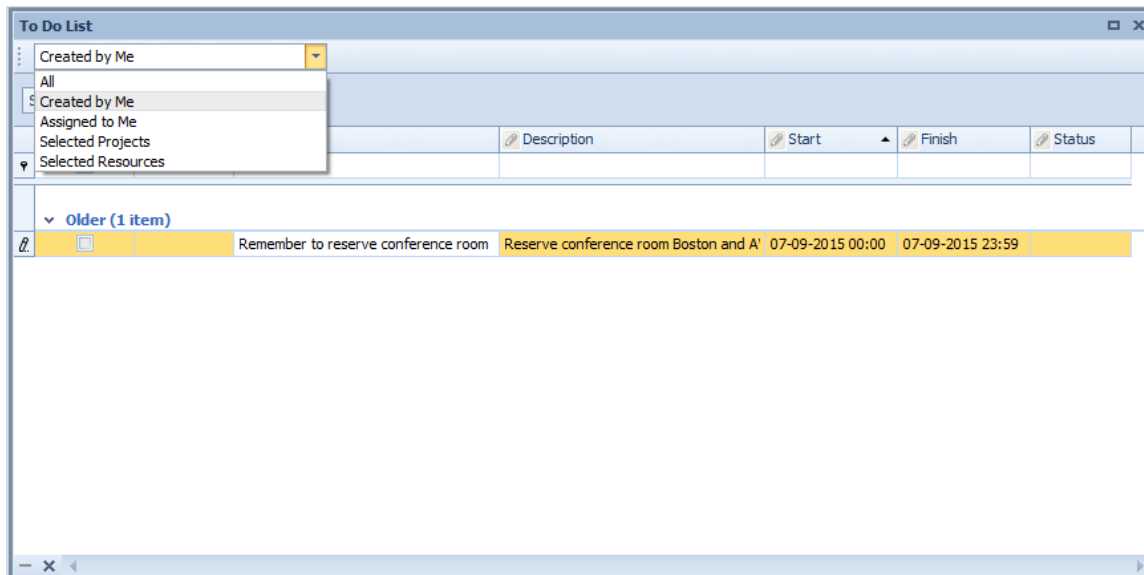 To Do List
Created by Me
All
Created by Me
Assigned to Me
Selected Projects
Selected Resources
Description Start Finish Status
Older (1 item)
Remember to reserve conference room Reserve conference room Boston and A' 07-09-2015 00:00 07-09-2015 23:59